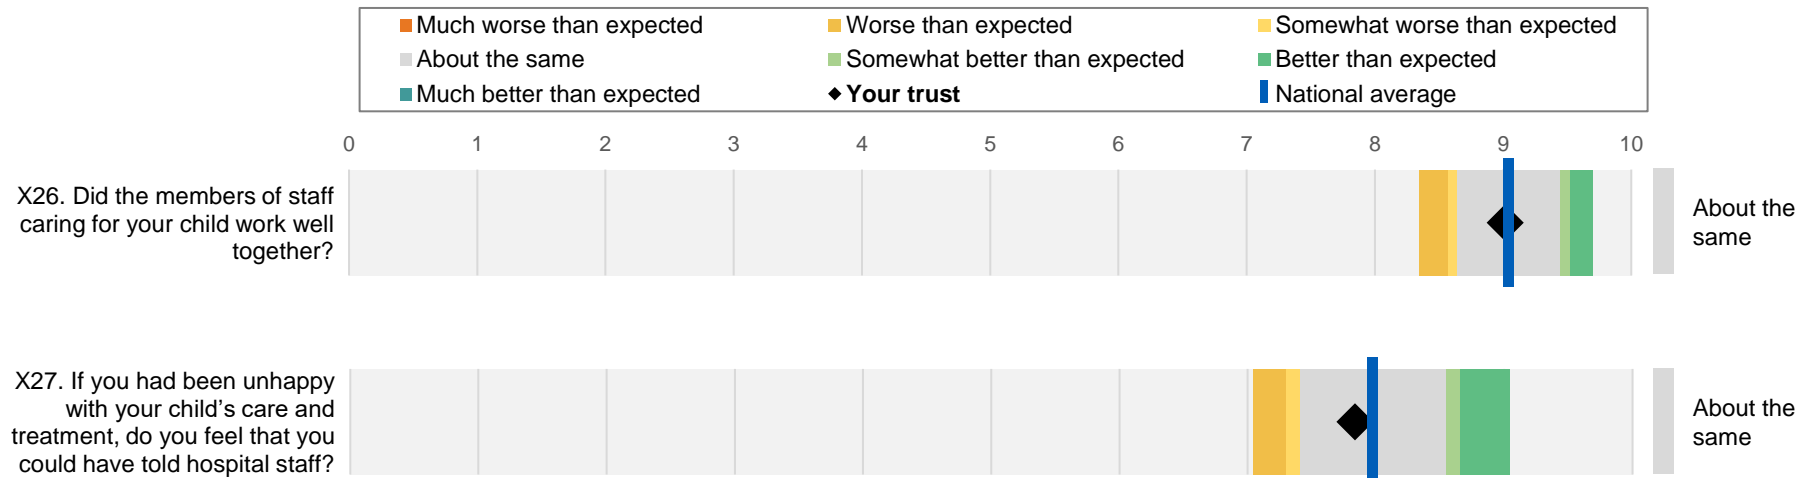 Much worse than expected
Worse than expected
Somewhat worse than expected
About the same
Somewhat better than expected
Better than expected
Much better than expected
Your trust
National average
0 1 2 3 4 5 6 7 8 9 10
X26. Did the members of staff
caring for your child work well
together?
About the
same
X27. If you had been unhappy
with your child’s care and
treatment, do you feel that you
could have told hospital staff?
About the
same